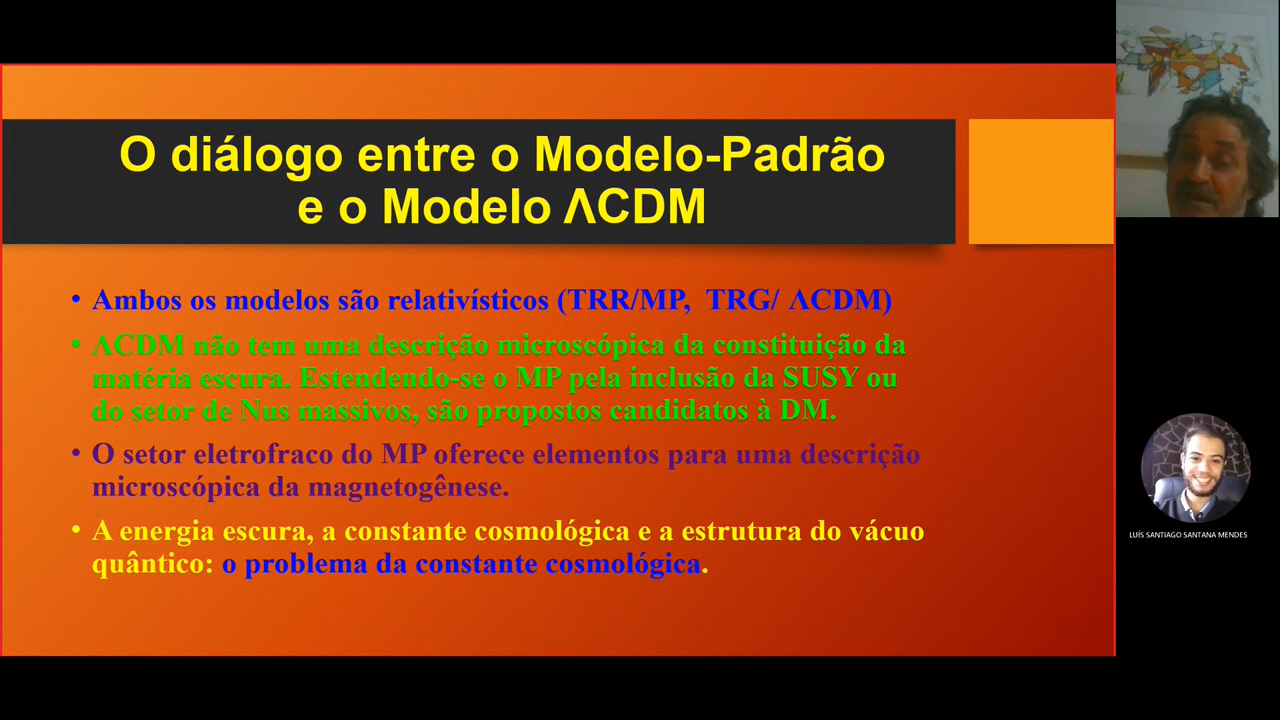 O diálogo entre o Modelo-Padrão
e o Modelo ΛCDM
• Ambos os modelos são relativísticos (TRR/MP, TRG/ ΛCDM)
• ΛCDM não tem uma descrição microscópica da constituição da
matéria escura. Estendendo-se o MP pela inclusão da SUSY ou
do setor de Nus massivos, são propostos candidatos à DM.
• O setor eletrofraco do MP oferece elementos para uma descrição
microscópica da magnetogênese.
• A energia escura, a constante cosmológica e a estrutura do vácuo
quântico: o problema da constante cosmológica.
LUÍS SANTIAGO SANTANA MENDES